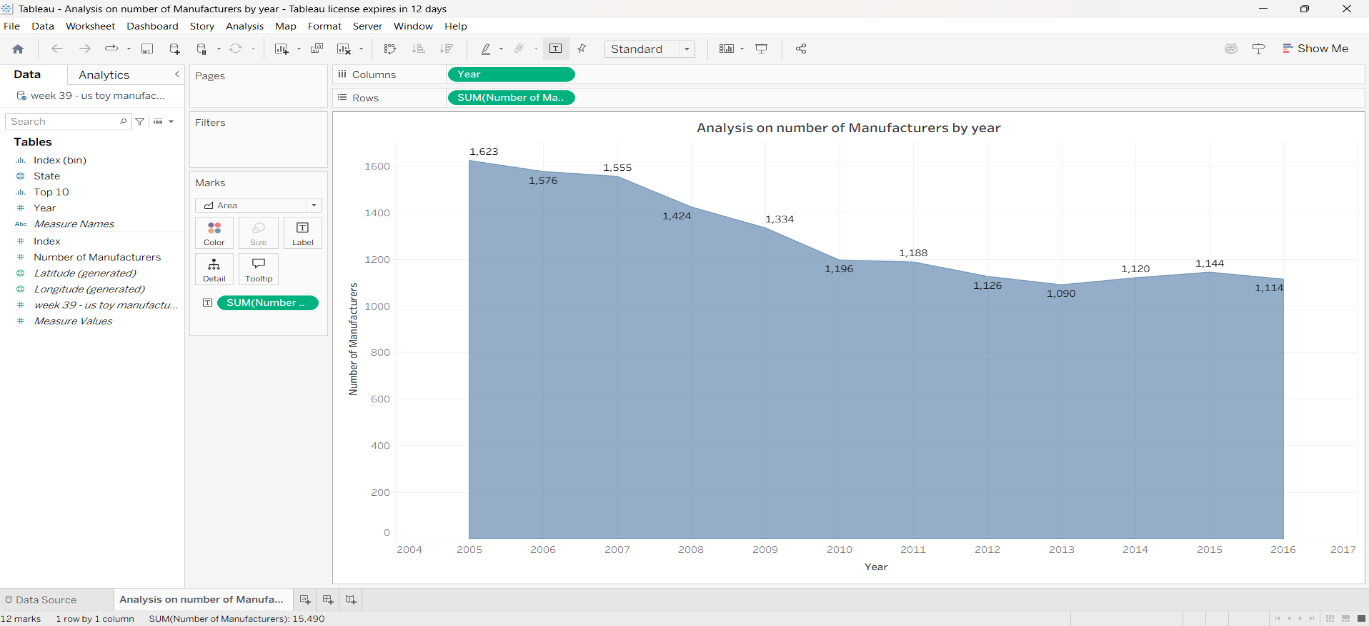 Tableau - Analysis on number of Manufacturers by year - Tableau license expires in 12 days
File Data Worksheet Dashboard Story Analysis Map Format Server Window Help
Standard
Show Me
Data Analytics
week 39 - us toy manufac...
Search
Tables
Index (bin)
State
Top 10
Year
Abc Measure Names
Index
Number of Manufacturers
Latitude (generated)
Longitude (generated)
week 39 - us toy manufactu...
Measure Values
Pages
Filters
Marks
Area
Color Size Label
Detail Tooltip
SUM(Number ..
Columns Year
Rows SUM(Number of Ma..
Analysis on number of Manufacturers by year
Number of Manufacturers
1600
1400
1200
1000
800
600
400
200
0
1,623
1,576
1,555
1,424
1,334
1,196
1,188
1,126
1,090
1,120
1,144
1,114
2004 2005 2006 2007 2008 2009 2010 2011 2012 2013 2014 2015 2016 2017
Year
Data Source Analysis on number of Manufa...
12 marks 1 row by 1 column SUM(Number of Manufacturers): 15,490